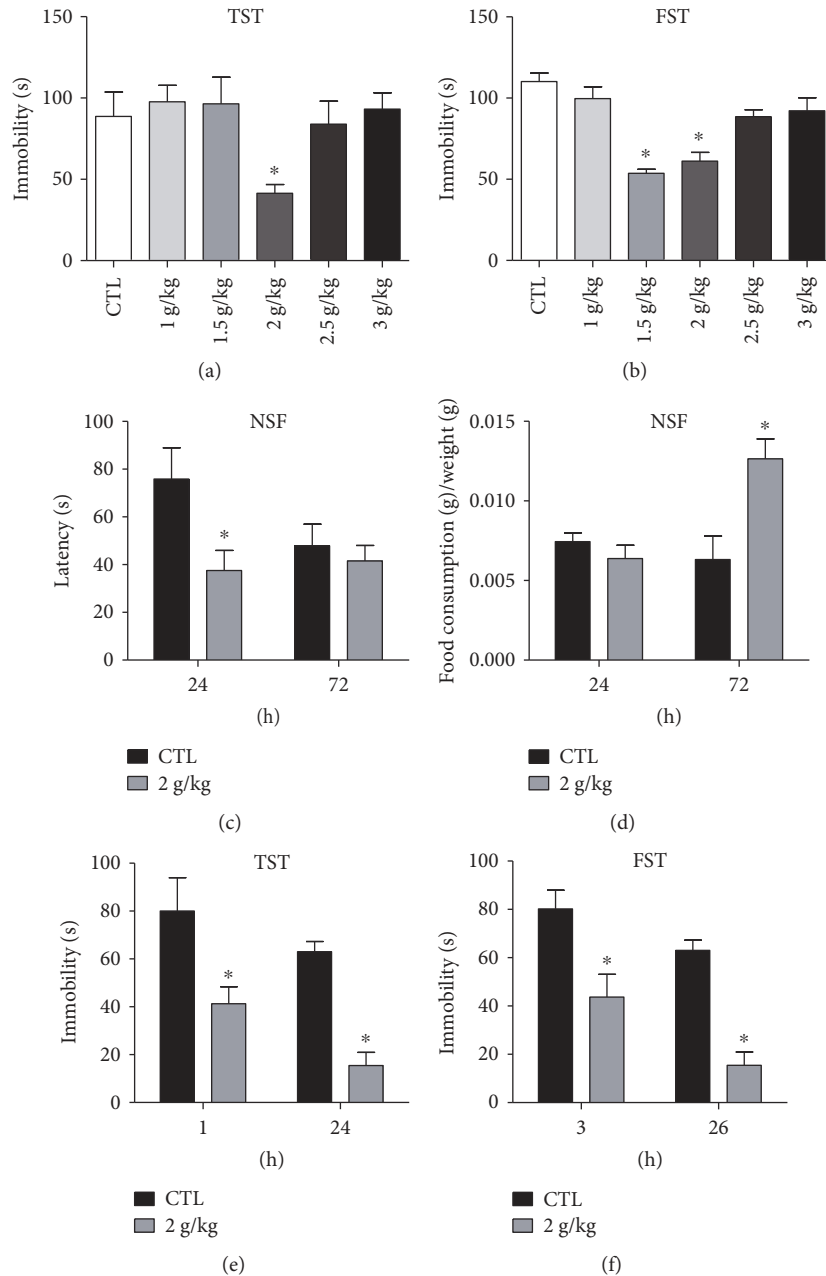 TST
Immobility (s)
150
100
50
0
CTL
1 g/kg
1.5 g/kg
2 g/kg
2.5 g/kg
3 g/kg
*
(a)
FST
Immobility (s)
150
100
50
0
CTL
1 g/kg
1.5 g/kg
2 g/kg
2.5 g/kg
3 g/kg
*
*
(b)
NSF
Latency (s)
100
80
60
40
20
0
*
24
72
(h)
CTL
2 g/kg
(c)
NSF
Food consumption (g)/weight (g)
0.015
0.010
0.005
0.000
*
24
72
(h)
CTL
2 g/kg
(d)
TST
Immobility (s)
100
80
60
40
20
0
*
*
1
24
(h)
CTL
2 g/kg
(e)
FST
Immobility (s)
100
80
60
40
20
0
*
*
3
26
(h)
CTL
2 g/kg
(f)